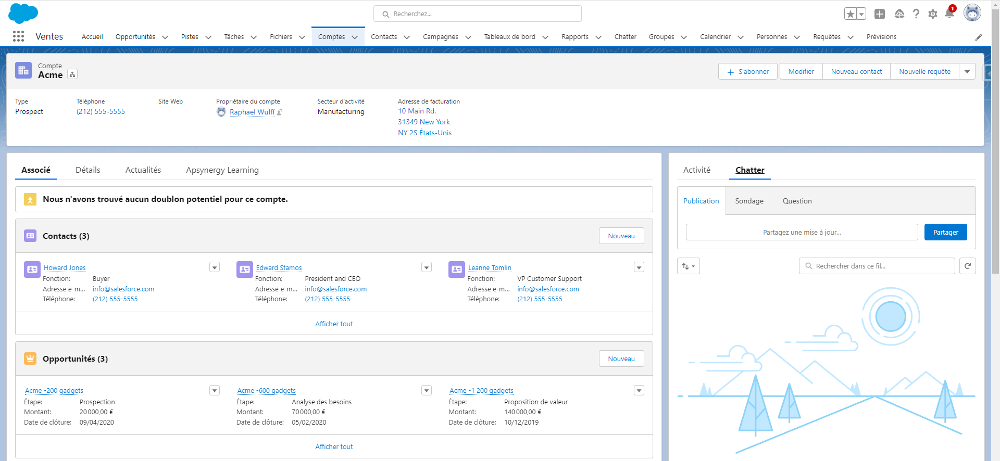 Recherchez...
1
Ventes
Accueil
Opportunités
Pistes
Tâches
Fichiers
Comptes
Contacts
Campagnes
Tableaux de bord
Rapports
Chatter
Groupes
Calendrier
Personnes
Requêtes
Prévisions
Compte
Acme
S'abonner
Modifier
Nouveau contact
Nouvelle requête
Type
Prospect
Téléphone
(212) 555-5555
Site Web
Propriétaire du compte
Raphael Wulff
Secteur d'activité
Manufacturing
Adresse de facturation
10 Main Rd.
31349 New York
NY 2S États-Unis
Associé
Détails
Actualités
Apsynergy Learning
Nous n'avons trouvé aucun doublon potentiel pour ce compte.
Contacts (3)
Nouveau
Howard Jones
Fonction: Buyer
Adresse e-m... info@salesforce.com
Téléphone: (212) 555-5555
Edward Stamos
Fonction: President and CEO
Adresse e-m... info@salesforce.com
Téléphone: (212) 555-5555
Leanne Tomlin
Fonction: VP Customer Support
Adresse e-m... info@salesforce.com
Téléphone: (212) 555-5555
Afficher tout
Opportunités (3)
Nouveau
Acme -200 gadgets
Étape: Prospection
Montant: 20 000,00 €
Date de clôture: 09/04/2020
Acme -600 gadgets
Étape: Analyse des besoins
Montant: 70 000,00 €
Date de clôture: 05/02/2020
Acme -1 200 gadgets
Étape: Proposition de valeur
Montant: 140 000,00 €
Date de clôture: 10/12/2019
Afficher tout
Activité
Chatter
Publication
Sondage
Question
Partagez une mise à jour...
Partager
Rechercher dans ce fil...